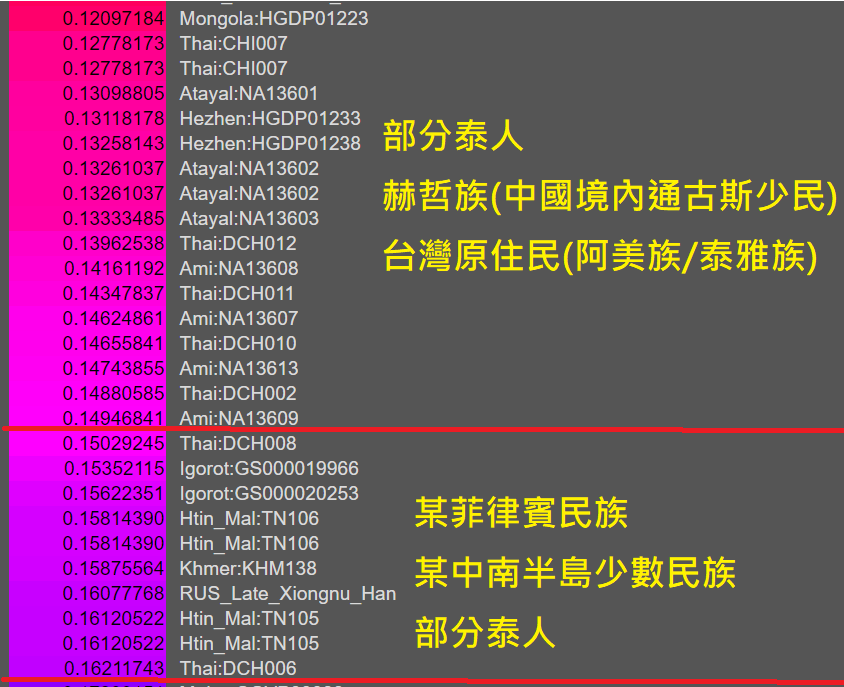 0.12097184 Mongola:HGDP01223
0.12778173 Thai:CHI007
0.12778173 Thai:CHI007
0.13098805 Atayal:NA13601
0.13118178 Hezhen:HGDP01233
0.13258143 Hezhen:HGDP01238
部分泰人
0.13261037 Atayal:NA13602
0.13261037 Atayal:NA13602
赫哲族(中國境內通古斯少民)
0.13333485 Atayal:NA13603
0.13962538 Thai:DCH012
台灣原住民(阿美族/泰雅族)
0.14161192 Ami:NA13608
0.14347837 Thai:DCH011
0.14624861 Ami:NA13607
0.14655841 Thai:DCH010
0.14743855 Ami:NA13613
0.14880585 Thai:DCH002
0.14946841 Ami:NA13609
0.15029245 Thai:DCH008
0.15352115 Igorot:GS000019966
0.15622351 Igorot:GS000020253
某菲律賓民族
0.15814390 Htin_Mal:TN106
0.15814390 Htin_Mal:TN106
0.15875564 Khmer:KHM138
某中南半島少數民族
0.16077768 RUS_Late_Xiongnu_Han
0.16120522 Htin_Mal:TN105
部分泰人
0.16120522 Htin_Mal:TN105
0.16211743 Thai:DCH006